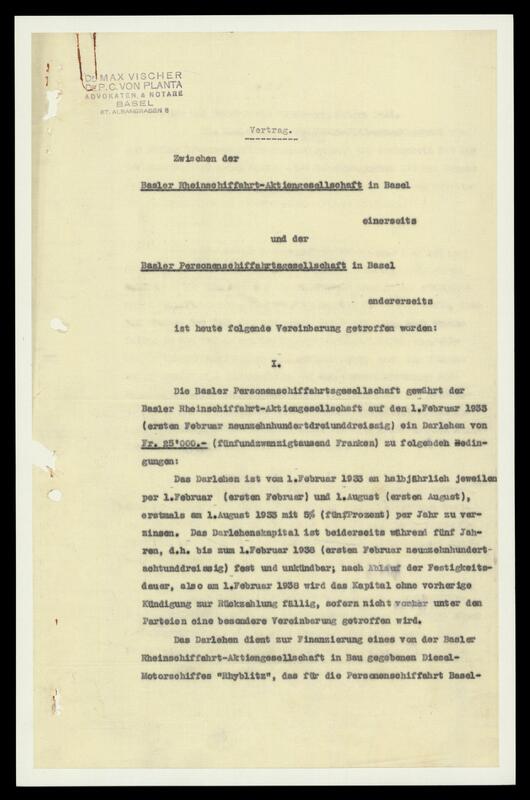 Dr MAX VISCHER
Dr P. C. VON PLANTA
ADVOKATEN & NOTARE
BASEL
ST. ALBANGRABEN 8
Vertrag.
Zwischen der
Basler Rheinschiffahrt-Aktiengesellschaft in Basel
einerseits
und der
Basler Personenschiffahrtsgesellschaft in Basel
andererseits
ist heute folgende Vereinbarung getroffen worden:
I.
Die Basler Personenschiffahrtsgesellschaft gewährt der
Basler Rheinschiffahrt-Aktiengesellschaft auf den 1.Februar 1933
(ersten Februar neunzehnhundertdreiunddreissig) ein Darlehen von
Fr. 25'000.- (fünfundzwanzigtausend Franken) zu folgenden Bedin-
gungen:
Das Darlehen ist vom 1.Februar 1933 an halbjährlich jeweilen
per 1.Februar (ersten Februar) und 1.August (ersten August),
erstmals am 1.August 1933 mit 5% (fünf Prozent) per Jahr zu ver-
zinsen. Das Darlehenskapital ist beiderseits während fünf Jah-
ren, d.h. bis zum 1.Februar 1938 (ersten Februar neunzehnhundert-
achtunddreissig) fest und unkündbar; nach Ablauf der Festigkeits-
dauer, also am 1.Februar 1938 wird das Kapital ohne vorherige
Kündigung zur Rückzahlung fällig, sofern nicht vorher unter den
Parteien eine besondere Vereinbarung getroffen wird.
Das Darlehen dient zur Finanzierung eines von der Basler
Rheinschiffahrt-Aktiengesellschaft in Bau gegebenen Diesel-
Motorschiffes "Rhyblitz", das für die Personenschiffahrt Basel-